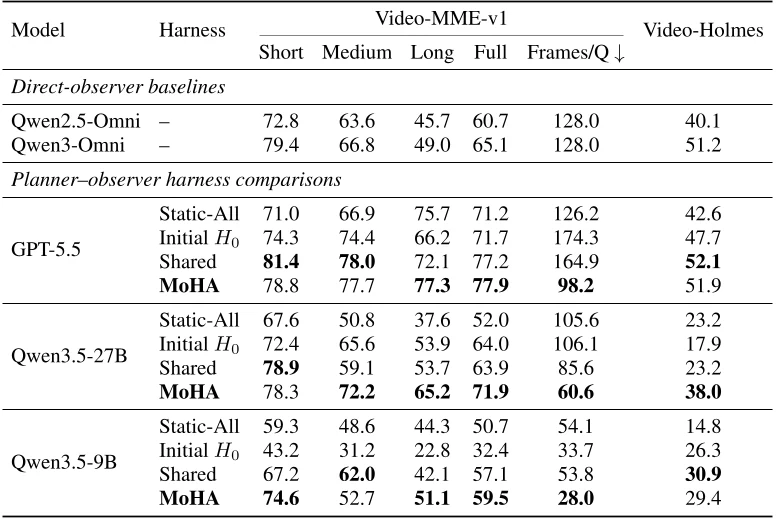 Model Harness Video-MME-v1 Video-Holmes
Short Medium Long Full Frames/Q ↓
Direct-observer baselines
Qwen2.5-Omni – 72.8 63.6 45.7 60.7 128.0 40.1
Qwen3-Omni – 79.4 66.8 49.0 65.1 128.0 51.2
Planner–observer harness comparisons
GPT-5.5
Static-All 71.0 66.9 75.7 71.2 126.2 42.6
Initial H0 74.3 74.4 66.2 71.7 174.3 47.7
Shared 81.4 78.0 72.1 77.2 164.9 52.1
MoHA 78.8 77.7 77.3 77.9 98.2 51.9
Qwen3.5-27B
Static-All 67.6 50.8 37.6 52.0 105.6 23.2
Initial H0 72.4 65.6 53.9 64.0 106.1 17.9
Shared 78.9 59.1 53.7 63.9 85.6 23.2
MoHA 78.3 72.2 65.2 71.9 60.6 38.0
Qwen3.5-9B
Static-All 59.3 48.6 44.3 50.7 54.1 14.8
Initial H0 43.2 31.2 22.8 32.4 33.7 26.3
Shared 67.2 62.0 42.1 57.1 53.8 30.9
MoHA 74.6 52.7 51.1 59.5 28.0 29.4